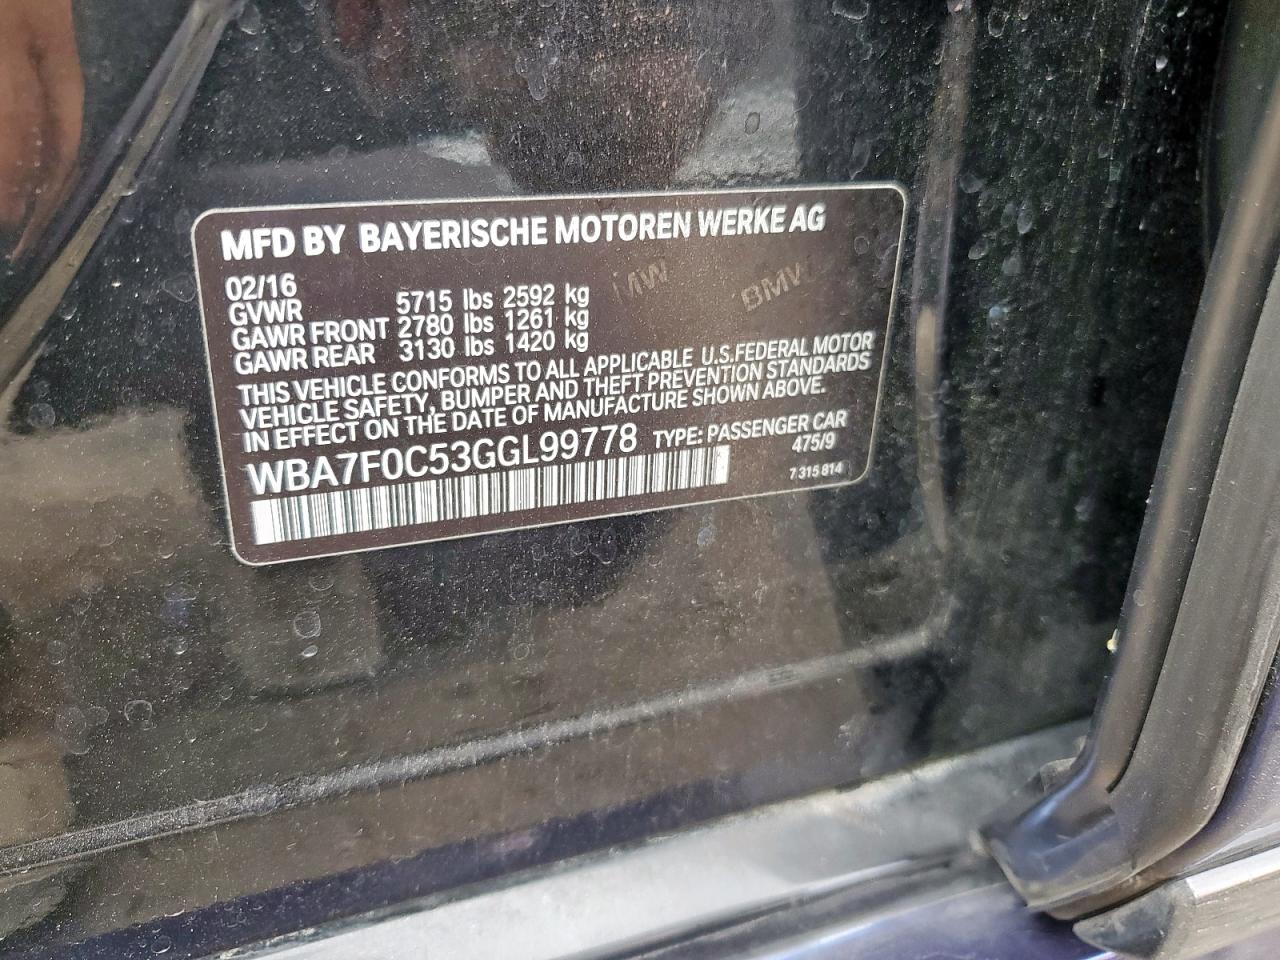 MFD BY BAYERISCHE MOTOREN WERKE AG
02/16
GVWR 5715 lbs 2592 kg
GAWR FRONT 2780 lbs 1261 kg
GAWR REAR 3130 lbs 1420 kg
THIS VEHICLE CONFORMS TO ALL APPLICABLE U.S.FEDERAL MOTOR
VEHICLE SAFETY, BUMPER AND THEFT PREVENTION STANDARDS
IN EFFECT ON THE DATE OF MANUFACTURE SHOWN ABOVE.
WBA7F0C53GGL99778 TYPE: PASSENGER CAR
475/9
7 315 814
BMW
BMW